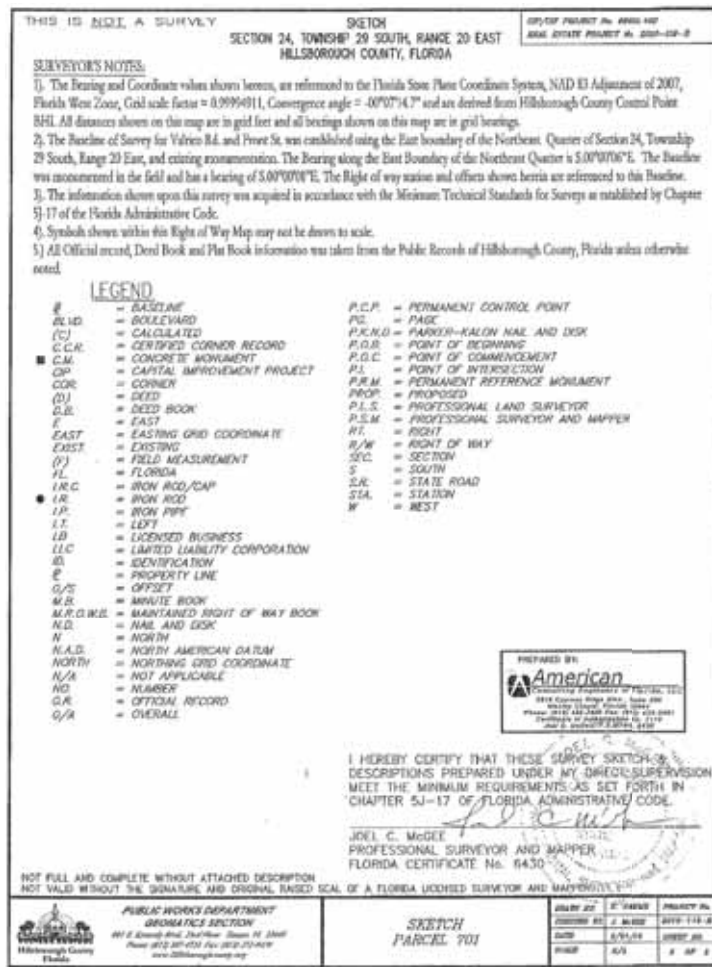 THIS IS NOT A SURVEY
SKETCH
SECTION 24, TOWNSHIP 29 SOUTH, RANGE 20 EAST
HILLSBOROUGH COUNTY, FLORIDA
REAL ESTATE PROJECT No.
SURVEYOR'S NOTES:
1). The Bearing and Coordinate values shown hereon, are referenced to the Florida State Plane Coordinate System, NAD 83 Adjustment of 2007,
Florida West Zone, Grid scale factor = 0.99994911, Convergence angle = -00°07'14.7" and are derived from Hillsborough County Control Point
BHI. All distances shown on this map are in grid feet and all bearings shown on this map are in grid bearings.
2). The Baseline of Survey for Valrico Rd. and Front St. was established using the East boundary of the Northeast Quarter of Section 24, Township
29 South, Range 20 East, and existing monumentation. The Bearing along the East Boundary of the Northeast Quarter is S.00°00'06"E. The Baseline
was monumented in the field and has a bearing of S.00°00'01"E. The Right of way station and offsets shown herein are referenced to this Baseline.
3). The information shown upon this survey was acquired in accordance with the Minimum Technical Standards for Surveys as established by Chapter
5J-17 of the Florida Administrative Code.
4). Symbols shown within this Right of Way Map may not be drawn to scale.
5.) All Official record, Deed Book and Plat Book information was taken from the Public Records of Hillsborough County, Florida unless otherwise
noted.
LEGEND
= BASELINE
BLVD. = BOULEVARD
(C) = CALCULATED
C.C.R. = CERTIFIED CORNER RECORD
C.M. = CONCRETE MONUMENT
CIP = CAPITAL IMPROVEMENT PROJECT
COR. = CORNER
(D) = DEED
D.B. = DEED BOOK
E = EAST
EAST = EASTING GRID COORDINATE
EXIST. = EXISTING
(F) = FIELD MEASUREMENT
FL. = FLORIDA
I.R.C. = IRON ROD/CAP
I.R. = IRON ROD
I.P. = IRON PIPE
LT. = LEFT
LB = LICENSED BUSINESS
LLC = LIMITED LIABILITY CORPORATION
ID. = IDENTIFICATION
= PROPERTY LINE
O/S = OFFSET
M.B. = MINUTE BOOK
M.R.O.W.B. = MAINTAINED RIGHT OF WAY BOOK
N.D. = NAIL AND DISK
N = NORTH
N.A.D. = NORTH AMERICAN DATUM
NORTH = NORTHING GRID COORDINATE
N/A = NOT APPLICABLE
NO. = NUMBER
O.R. = OFFICIAL RECORD
O/A = OVERALL
P.C.P. = PERMANENT CONTROL POINT
PG. = PAGE
P.K.N.D = PARKER-KALON NAIL AND DISK
P.O.B. = POINT OF BEGINNING
P.O.C. = POINT OF COMMENCEMENT
P.I. = POINT OF INTERSECTION
P.R.M. = PERMANENT REFERENCE MONUMENT
PROP. = PROPOSED
P.L.S. = PROFESSIONAL LAND SURVEYOR
P.S.M. = PROFESSIONAL SURVEYOR AND MAPPER
RT. = RIGHT
R/W = RIGHT OF WAY
SEC. = SECTION
S = SOUTH
S.R. = STATE ROAD
STA. = STATION
W = WEST
PREPARED BY:
American
Consulting Engineers of Florida, LLC
I HEREBY CERTIFY THAT THESE SURVEY SKETCH
DESCRIPTIONS PREPARED UNDER MY DIRECT SUPERVISION
MEET THE MINIMUM REQUIREMENTS AS SET FORTH IN
CHAPTER 5J-17 OF FLORIDA ADMINISTRATIVE CODE.
JOEL C. McGEE
PROFESSIONAL SURVEYOR AND MAPPER
FLORIDA CERTIFICATE No. 6430
NOT FULL AND COMPLETE WITHOUT ATTACHED DESCRIPTION
NOT VALID WITHOUT THE SIGNATURE AND ORIGINAL RAISED SEAL OF A FLORIDA LICENSED SURVEYOR AND MAPPER
Hillsborough County
Florida
PUBLIC WORKS DEPARTMENT
GEOMATICS SECTION
SKETCH
PARCEL 701
PROJECT No.
DATE